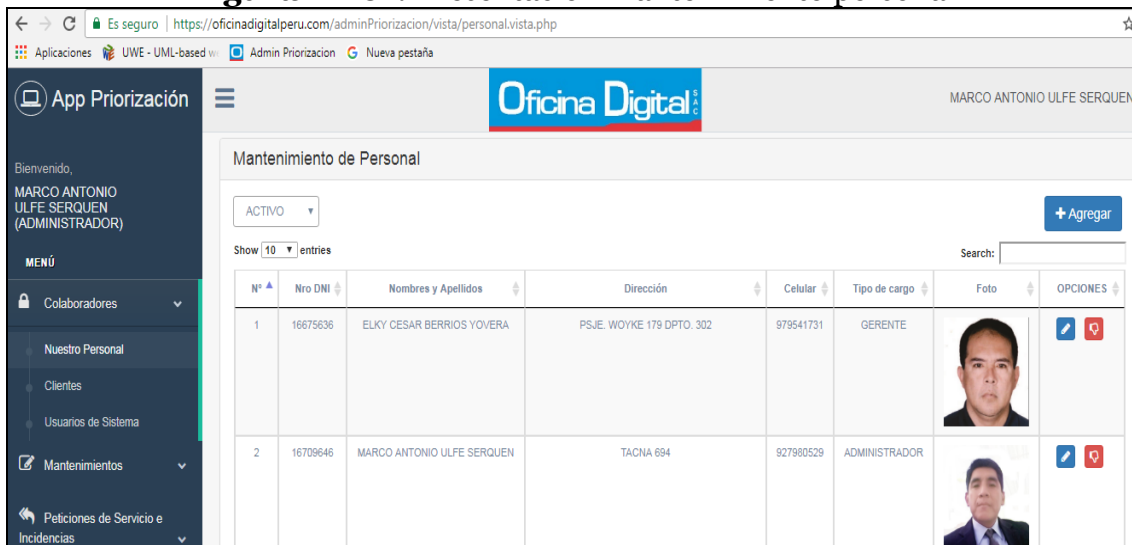 Es seguro | https://oficinadigitalperu.com/adminPriorizacion/vista/personal.vista.php
Aplicaciones UWE - UML-based w Admin Priorizacion Nueva pestaña
App Priorización
Oficina Digital SAC
MARCO ANTONIO ULFE SERQUEN
Bienvenido,
MARCO ANTONIO
ULFE SERQUEN
(ADMINISTRADOR)
MENÚ
Colaboradores
Nuestro Personal
Clientes
Usuarios de Sistema
Mantenimientos
Peticiones de Servicio e
Incidencias
Mantenimiento de Personal
ACTIVO
Agregar
Show 10 entries
Search:
N° Nro DNI Nombres y Apellidos Dirección Celular Tipo de cargo Foto OPCIONES
1 16675636 ELKY CESAR BERRIOS YOVERA PSJE. WOYKE 179 DPTO. 302 979541731 GERENTE
2 16709646 MARCO ANTONIO ULFE SERQUEN TACNA 694 927980529 ADMINISTRADOR